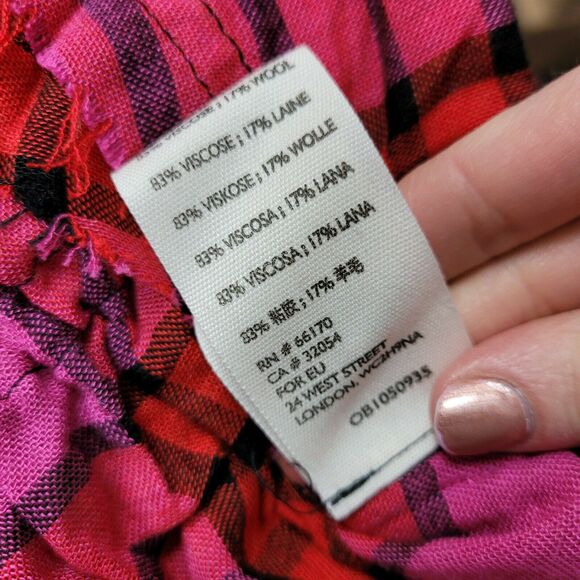 83% VISCOSE ; 17% WOOL
83% VISCOSE ; 17% LAINE
83% VISKOSE ; 17% WOLLE
83% VISCOSA ; 17% LANA
83% VISCOSA ; 17% LANA
83% 粘胶 ; 17% 羊毛
RN # 66170
CA # 32054
FOR EU
24 WEST STREET
LONDON, WC2H9NA
OB1050935